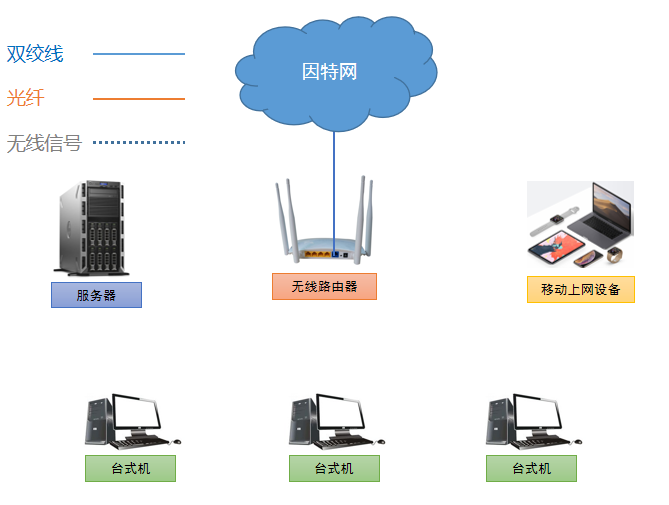 双绞线
光纤
无线信号
因特网
服务器
无线路由器
移动上网设备
台式机
台式机
台式机